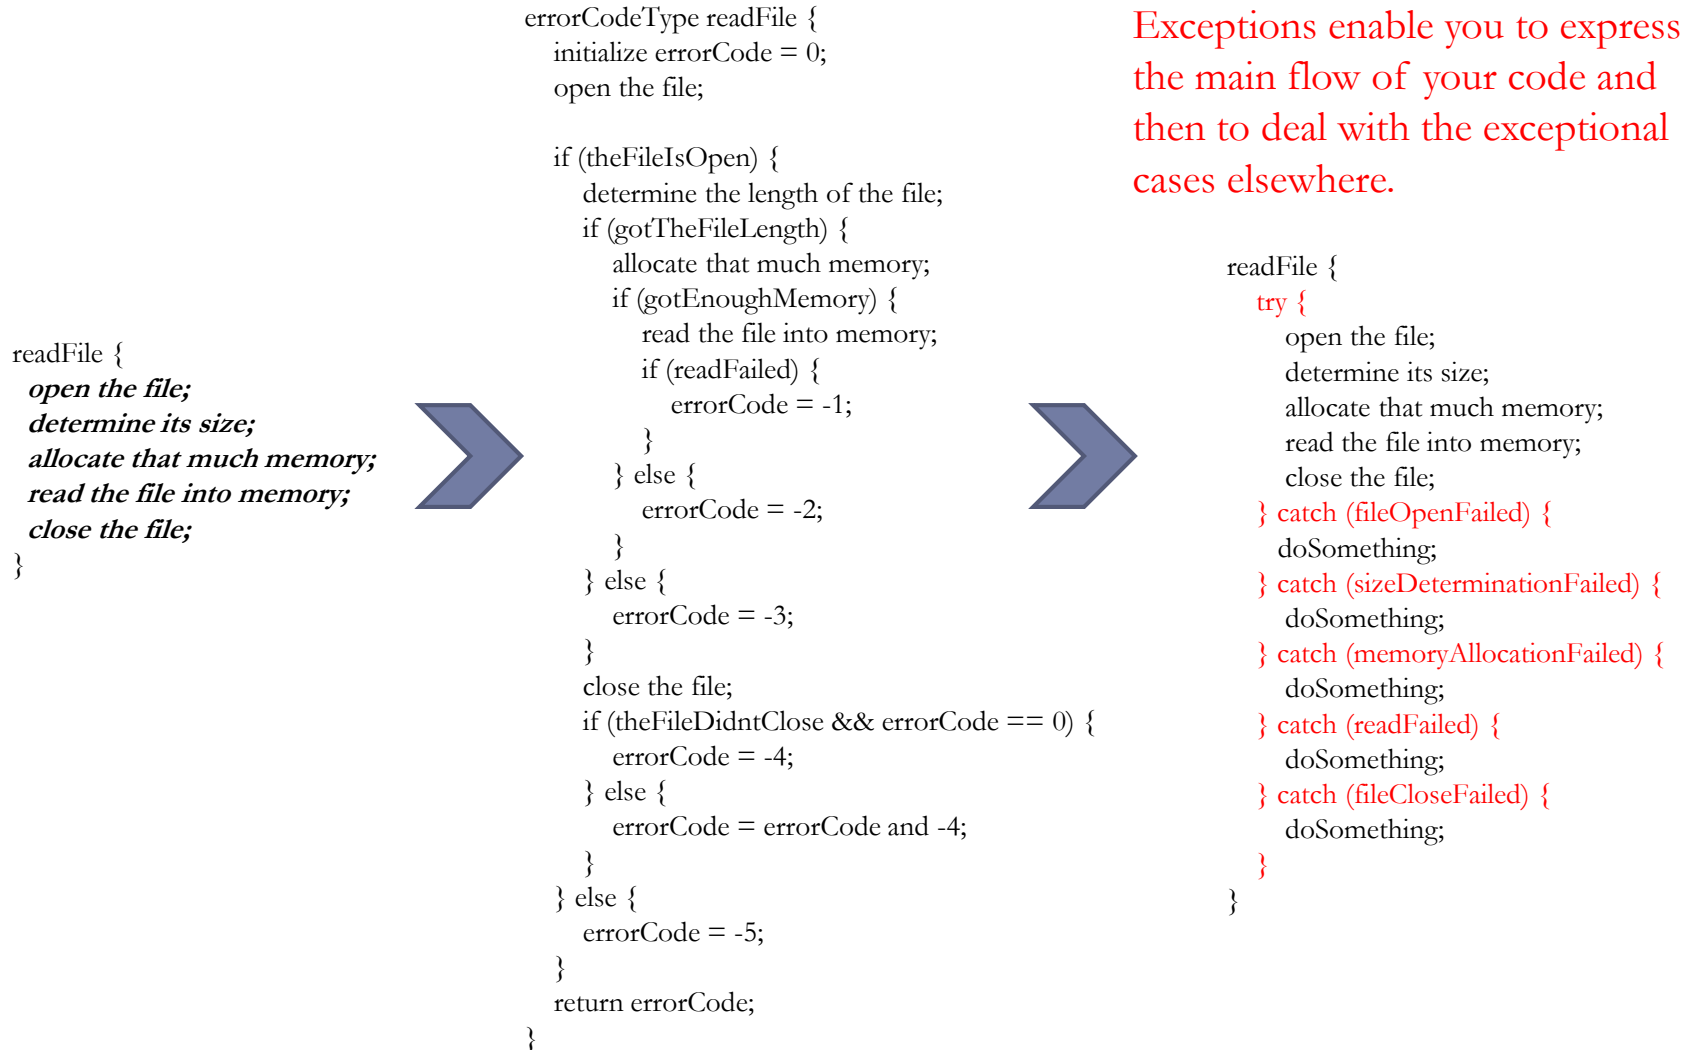 readFile {
open the file;
determine its size;
allocate that much memory;
read the file into memory;
close the file;
}
errorCodeType readFile {
initialize errorCode = 0;
open the file;
if (theFileIsOpen) {
determine the length of the file;
if (gotTheFileLength) {
allocate that much memory;
if (gotEnoughMemory) {
read the file into memory;
if (readFailed) {
errorCode = -1;
}
} else {
errorCode = -2;
}
} else {
errorCode = -3;
}
close the file;
if (theFileDidntClose && errorCode == 0) {
errorCode = -4;
} else {
errorCode = errorCode and -4;
}
} else {
errorCode = -5;
}
return errorCode;
}
Exceptions enable you to express
the main flow of your code and
then to deal with the exceptional
cases elsewhere.
readFile {
try {
open the file;
determine its size;
allocate that much memory;
read the file into memory;
close the file;
} catch (fileOpenFailed) {
doSomething;
} catch (sizeDeterminationFailed) {
doSomething;
} catch (memoryAllocationFailed) {
doSomething;
} catch (readFailed) {
doSomething;
} catch (fileCloseFailed) {
doSomething;
}
}